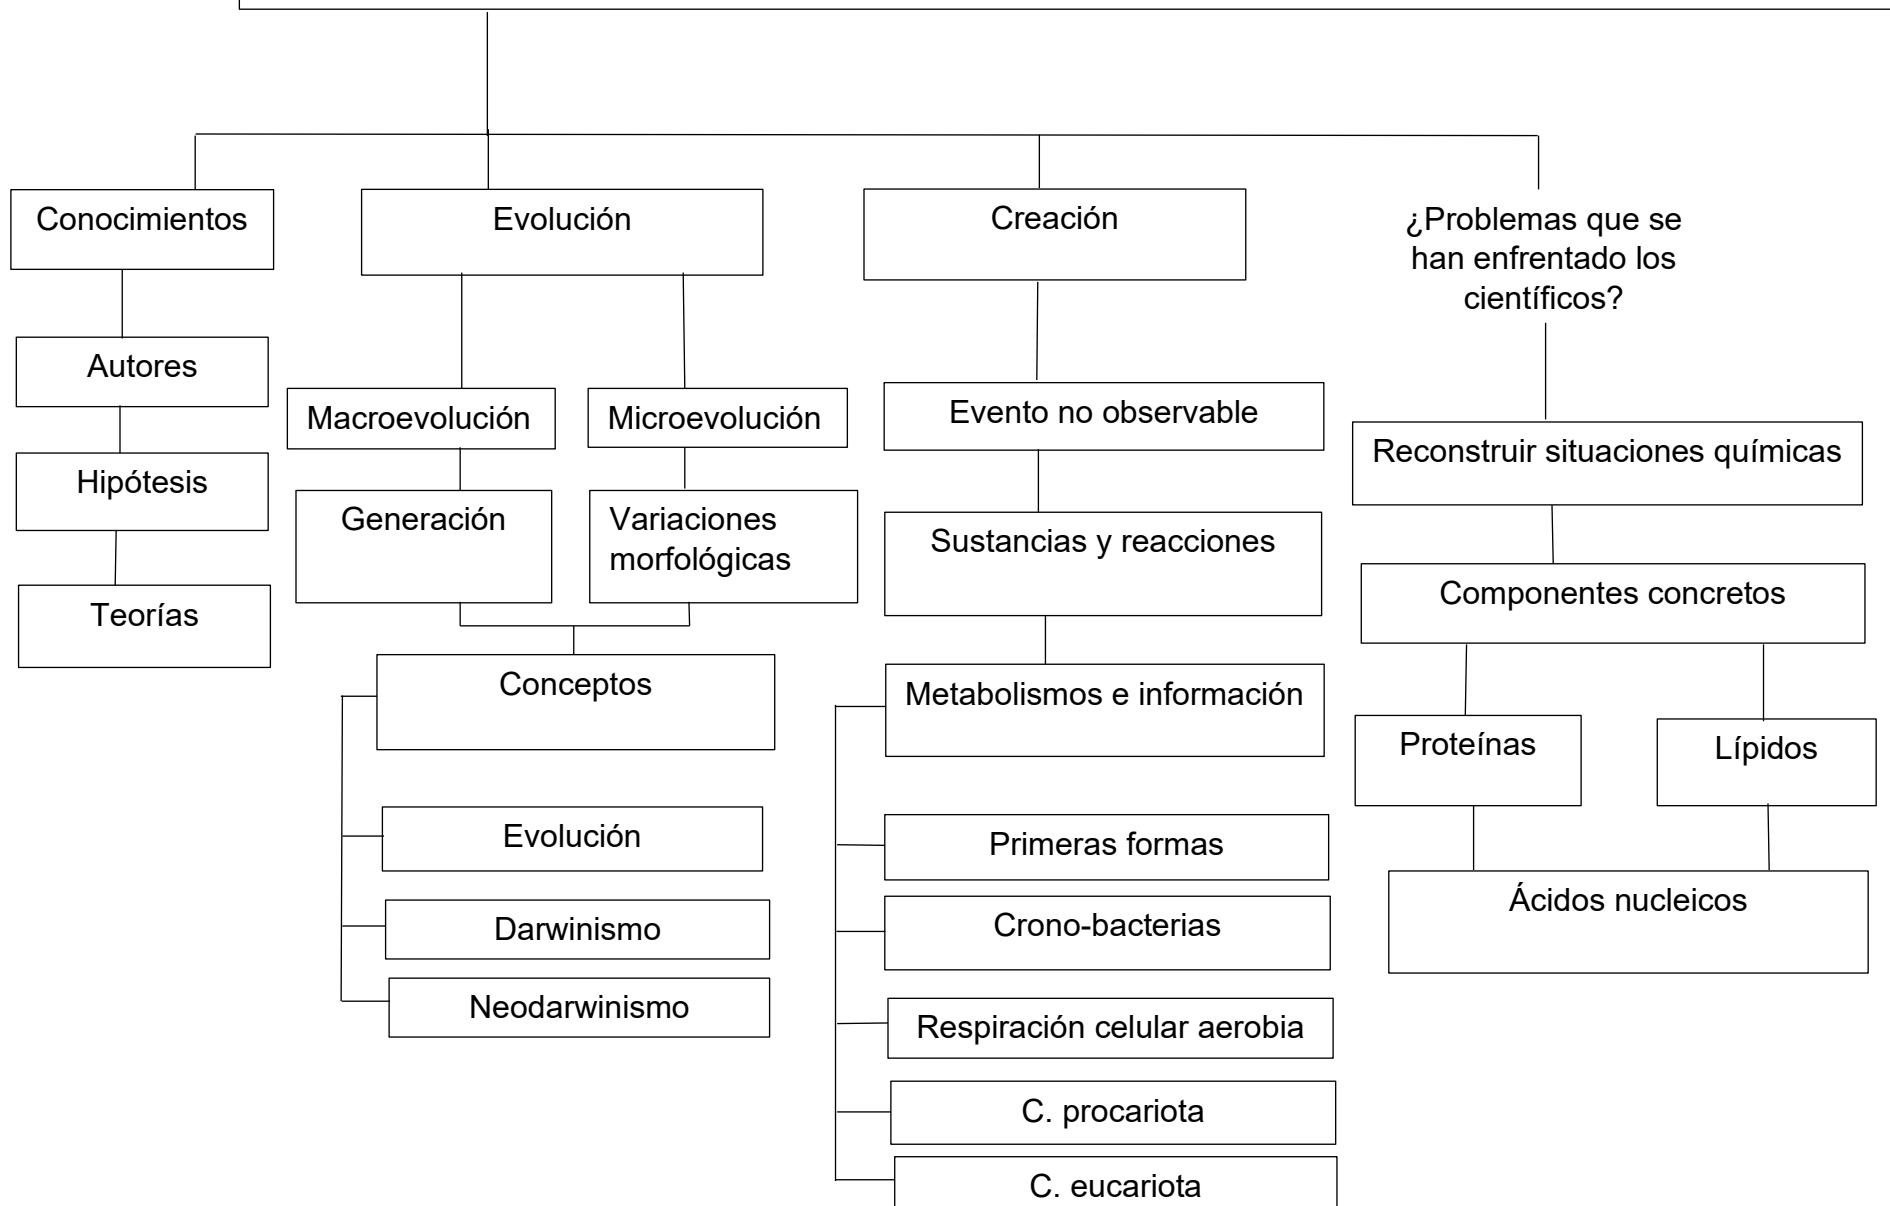 Conocimientos
Evolución
Creación
¿Problemas que se
han enfrentado los
científicos?
Autores
Hipótesis
Teorías
Macroevolución
Microevolución
Generación
Variaciones
morfológicas
Conceptos
Evolución
Darwinismo
Neodarwinismo
Evento no observable
Sustancias y reacciones
Metabolismos e información
Primeras formas
Crono-bacterias
Respiración celular aerobia
C. procariota
C. eucariota
Reconstruir situaciones químicas
Componentes concretos
Proteínas
Lípidos
Ácidos nucleicos